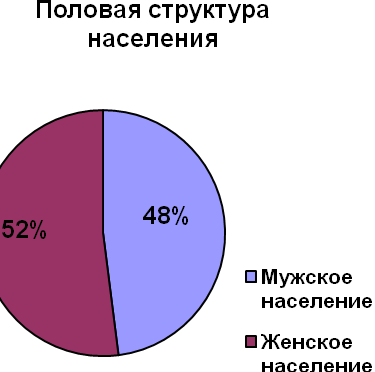 Половая структура
населения
48%
52%
Мужское
население
Женское
население